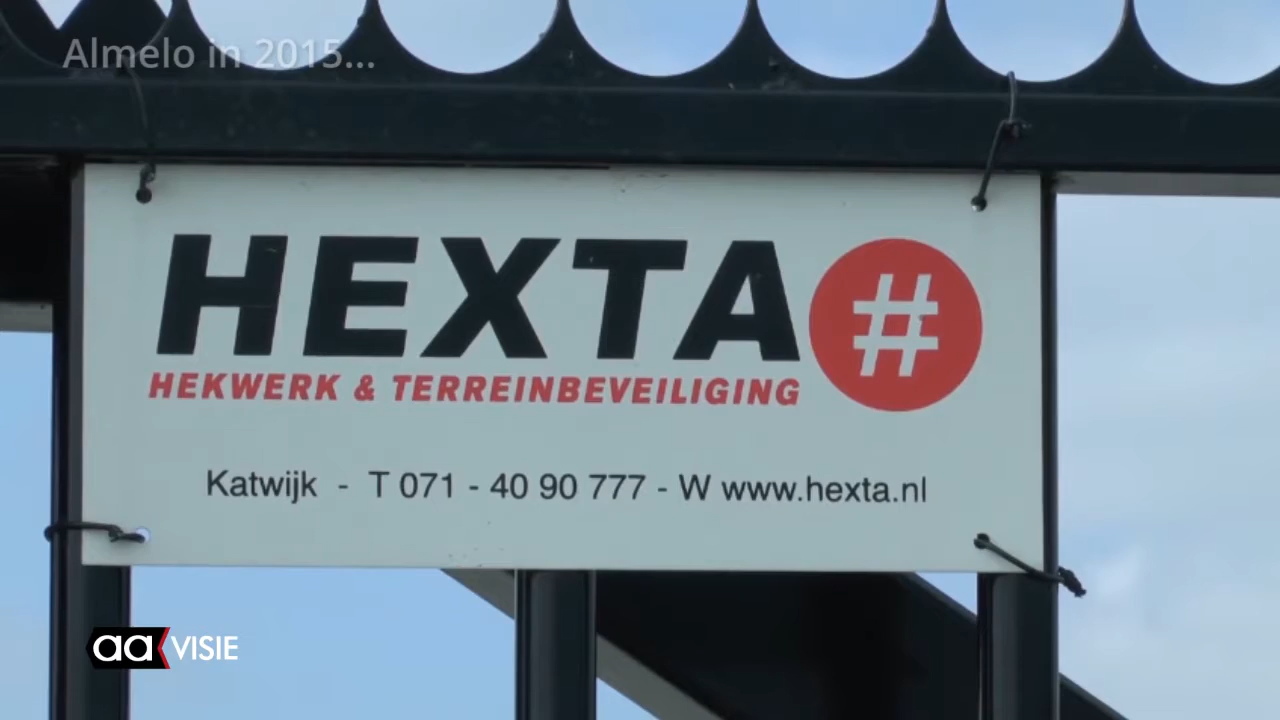 Almelo in 2015...
HEXTA #
HEKWERK & TERREINBEVEILIGING
Katwijk - T 071 - 40 90 777 - W www.hexta.nl
aa VISIE